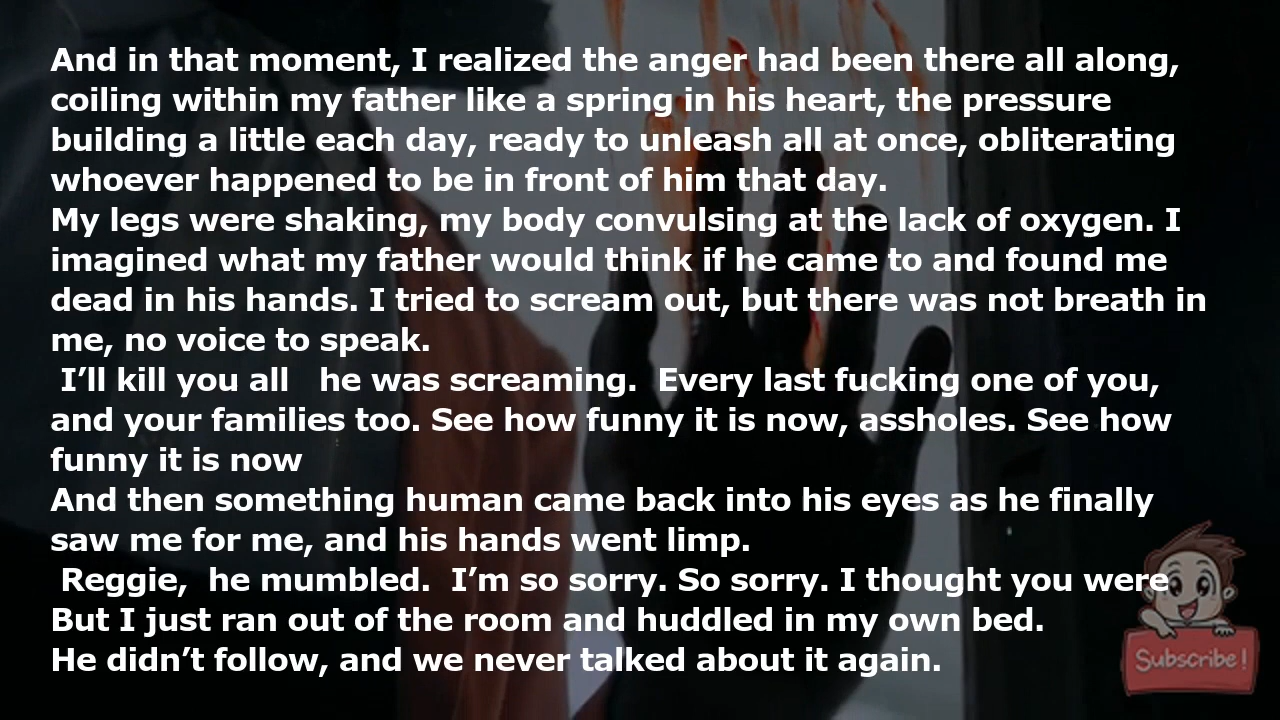 And in that moment, I realized the anger had been there all along,
coiling within my father like a spring in his heart, the pressure
building a little each day, ready to unleash all at once, obliterating
whoever happened to be in front of him that day.
My legs were shaking, my body convulsing at the lack of oxygen. I
imagined what my father would think if he came to and found me
dead in his hands. I tried to scream out, but there was not breath in
me, no voice to speak.
I’ll kill you all   he was screaming.  Every last fucking one of you,
and your families too. See how funny it is now, assholes. See how
funny it is now
And then something human came back into his eyes as he finally
saw me for me, and his hands went limp.
Reggie,  he mumbled.  I’m so sorry. So sorry. I thought you were
But I just ran out of the room and huddled in my own bed.
He didn’t follow, and we never talked about it again.
Subscribe!